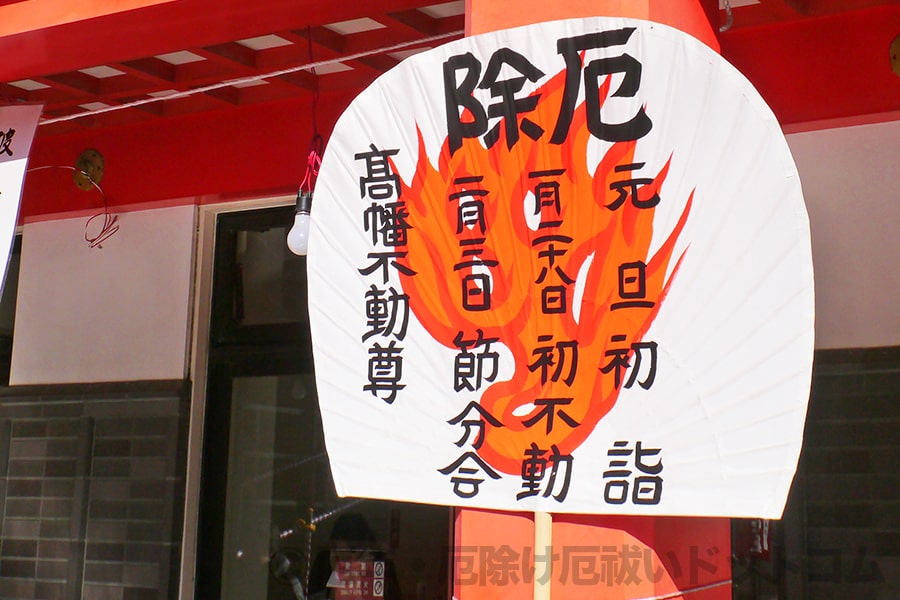 厄除
元旦初詣
一月二十八日初不動
二月三日節分会
髙幡不動尊
厄除け厄祓いドットコム